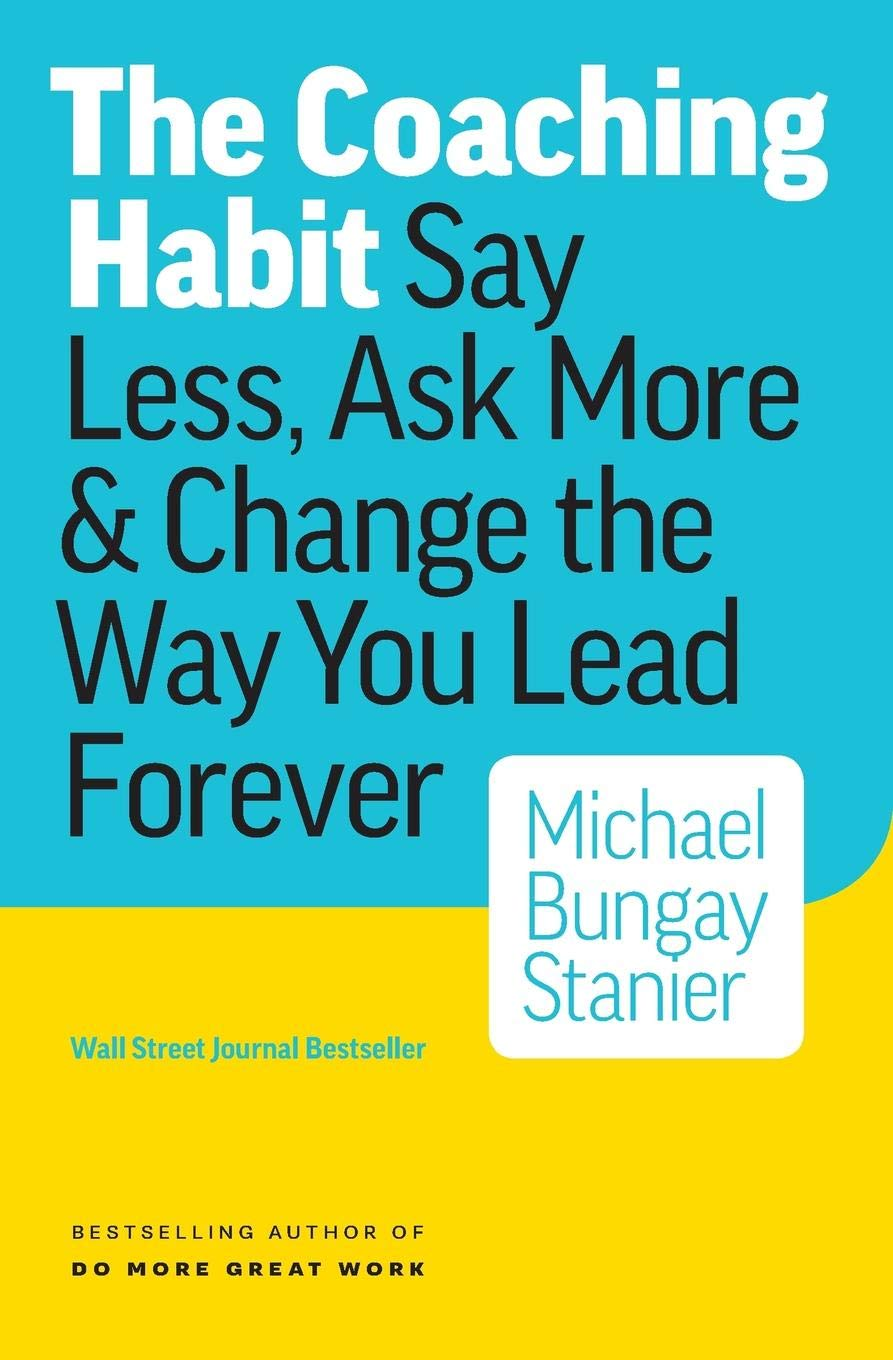 The Coaching
Habit Say
Less, Ask More
& Change the
Way You Lead
Forever
Michael
Bungay
Stanier
Wall Street Journal Bestseller
BESTSELLING AUTHOR OF
DO MORE GREAT WORK